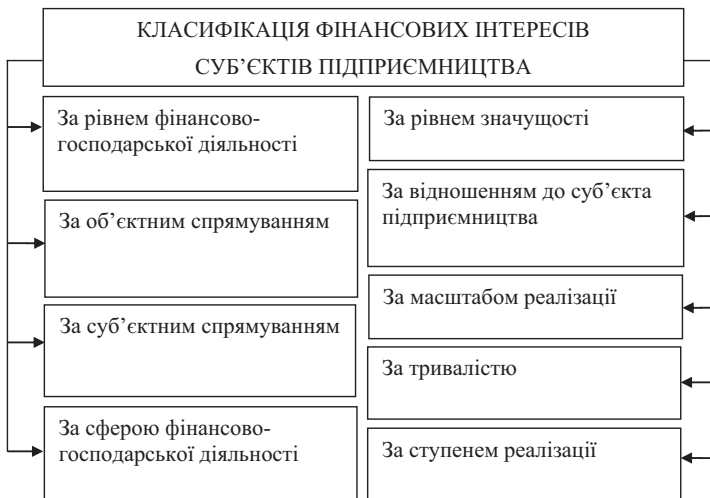 КЛАСИФІКАЦІЯ ФІНАНСОВИХ ІНТЕРЕСІВ
СУБ’ЄКТІВ ПІДПРИЄМНИЦТВА
За рівнем фінансово-
господарської діяльності
За об’єктним спрямуванням
За суб’єктним спрямуванням
За сферою фінансово-
господарської діяльності
За рівнем значущості
За відношенням до суб’єкта
підприємництва
За масштабом реалізації
За тривалістю
За ступенем реалізації